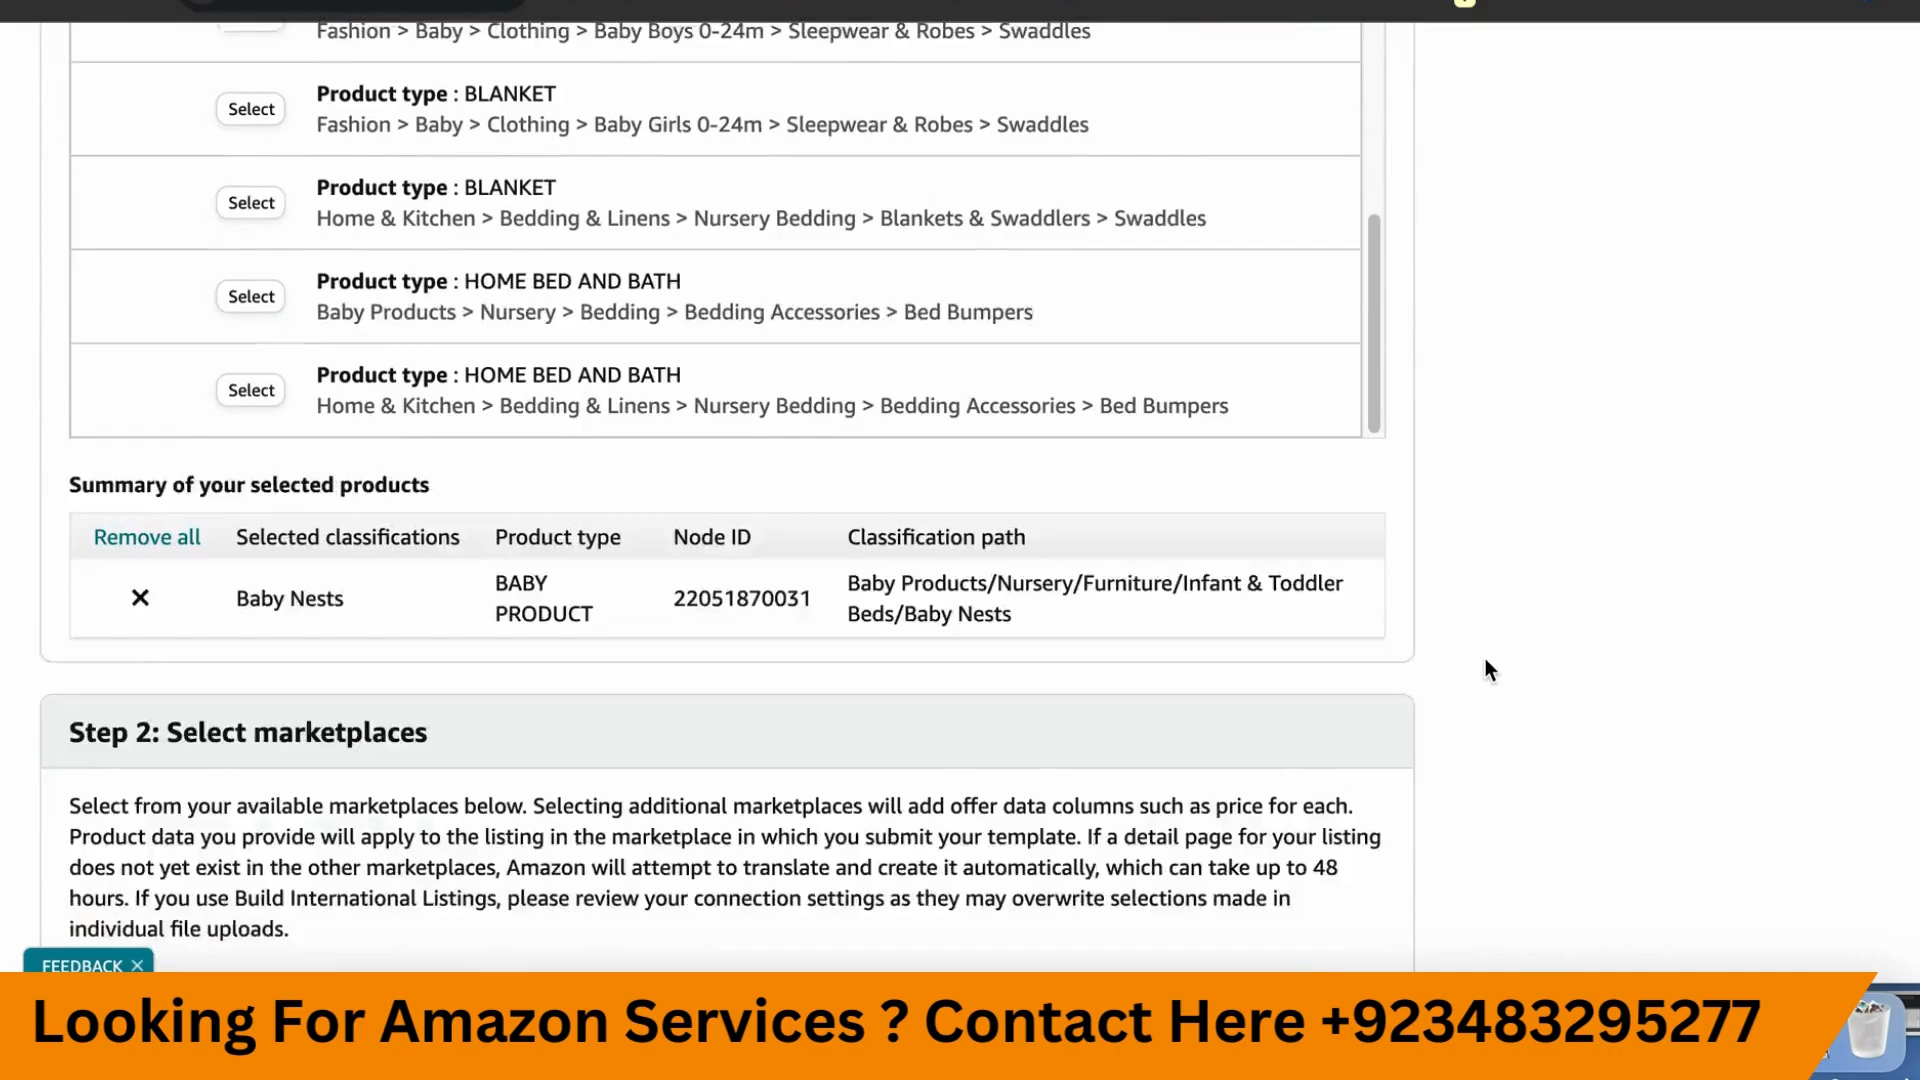 Fashion > Baby > Clothing > Baby Boys 0-24m > Sleepwear & Robes > Swaddles
Select
Product type : BLANKET
Fashion > Baby > Clothing > Baby Girls 0-24m > Sleepwear & Robes > Swaddles
Select
Product type : BLANKET
Home & Kitchen > Bedding & Linens > Nursery Bedding > Blankets & Swaddlers > Swaddles
Select
Product type : HOME BED AND BATH
Baby Products > Nursery > Bedding > Bedding Accessories > Bed Bumpers
Select
Product type : HOME BED AND BATH
Home & Kitchen > Bedding & Linens > Nursery Bedding > Bedding Accessories > Bed Bumpers
Summary of your selected products
Remove all Selected classifications Product type Node ID Classification path
Baby Nests BABY PRODUCT 22051870031 Baby Products/Nursery/Furniture/Infant & Toddler Beds/Baby Nests
Step 2: Select marketplaces
Select from your available marketplaces below. Selecting additional marketplaces will add offer data columns such as price for each.
Product data you provide will apply to the listing in the marketplace in which you submit your template. If a detail page for your listing
does not yet exist in the other marketplaces, Amazon will attempt to translate and create it automatically, which can take up to 48
hours. If you use Build International Listings, please review your connection settings as they may overwrite selections made in
individual file uploads.
FEEDBACK
Looking For Amazon Services ? Contact Here +923483295277